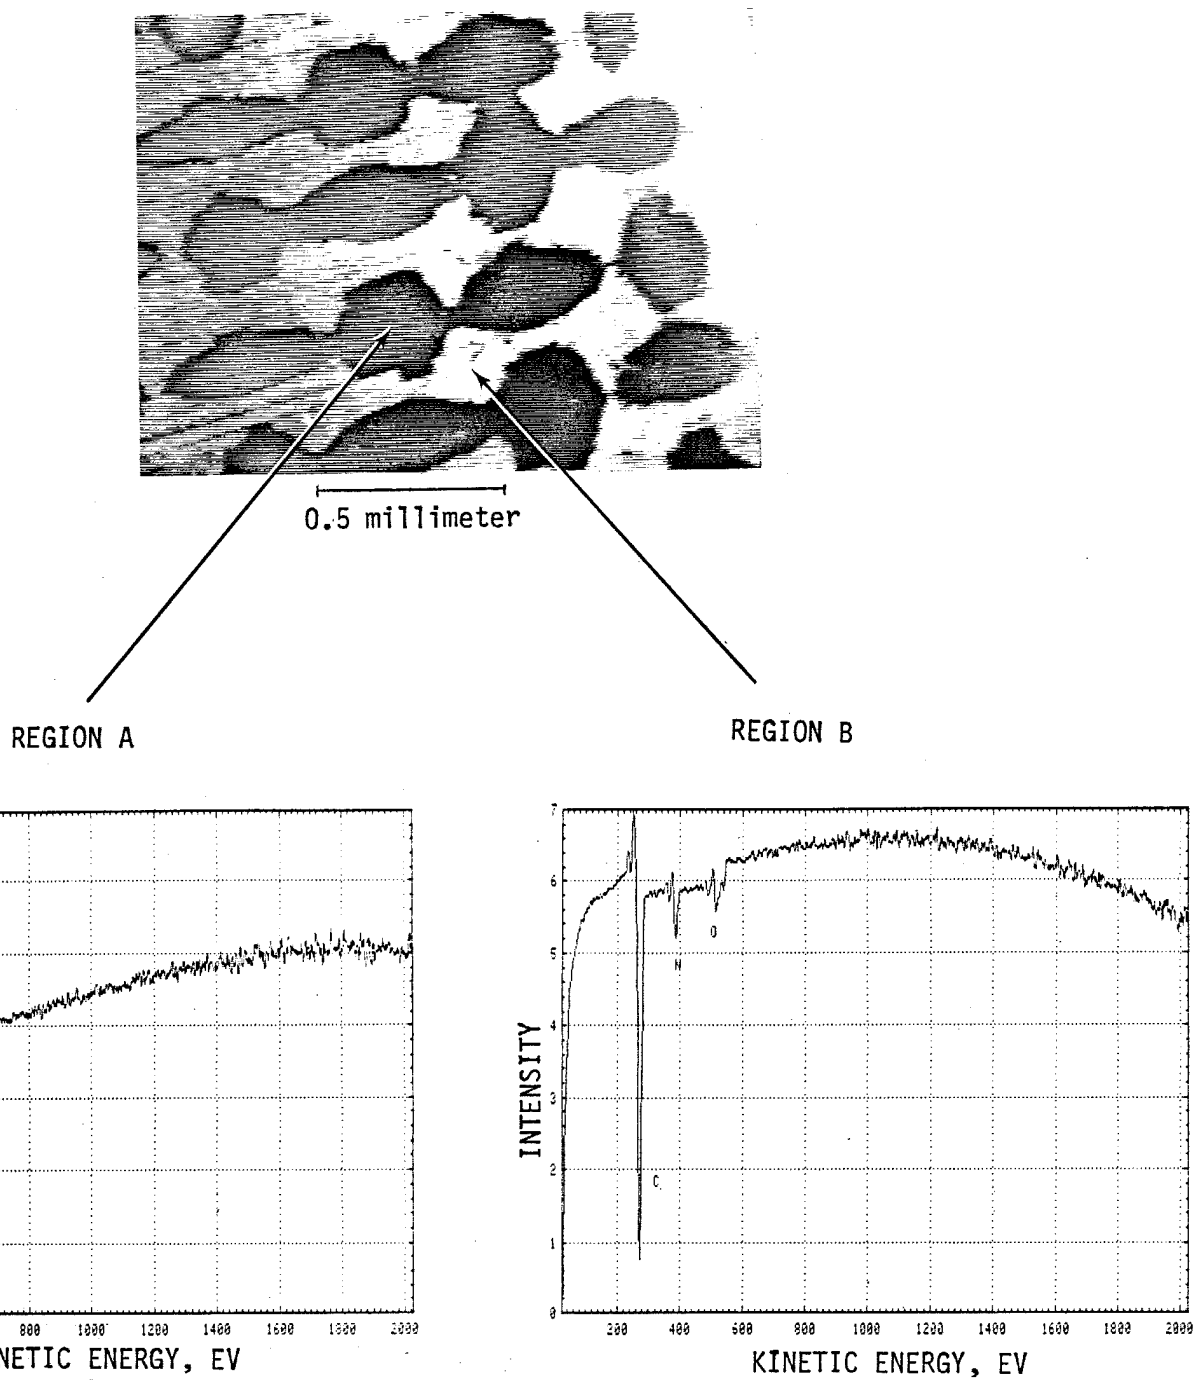 0.5 millimeter
REGION A
REGION B
800 1000 1200 1400 1600 1800 2000
NETIC ENERGY, EV
7
6
5
4
3
2
1
0
INTENSITY
C
N
O
200 400 600 800 1000 1200 1400 1600 1800 2000
KINETIC ENERGY, EV